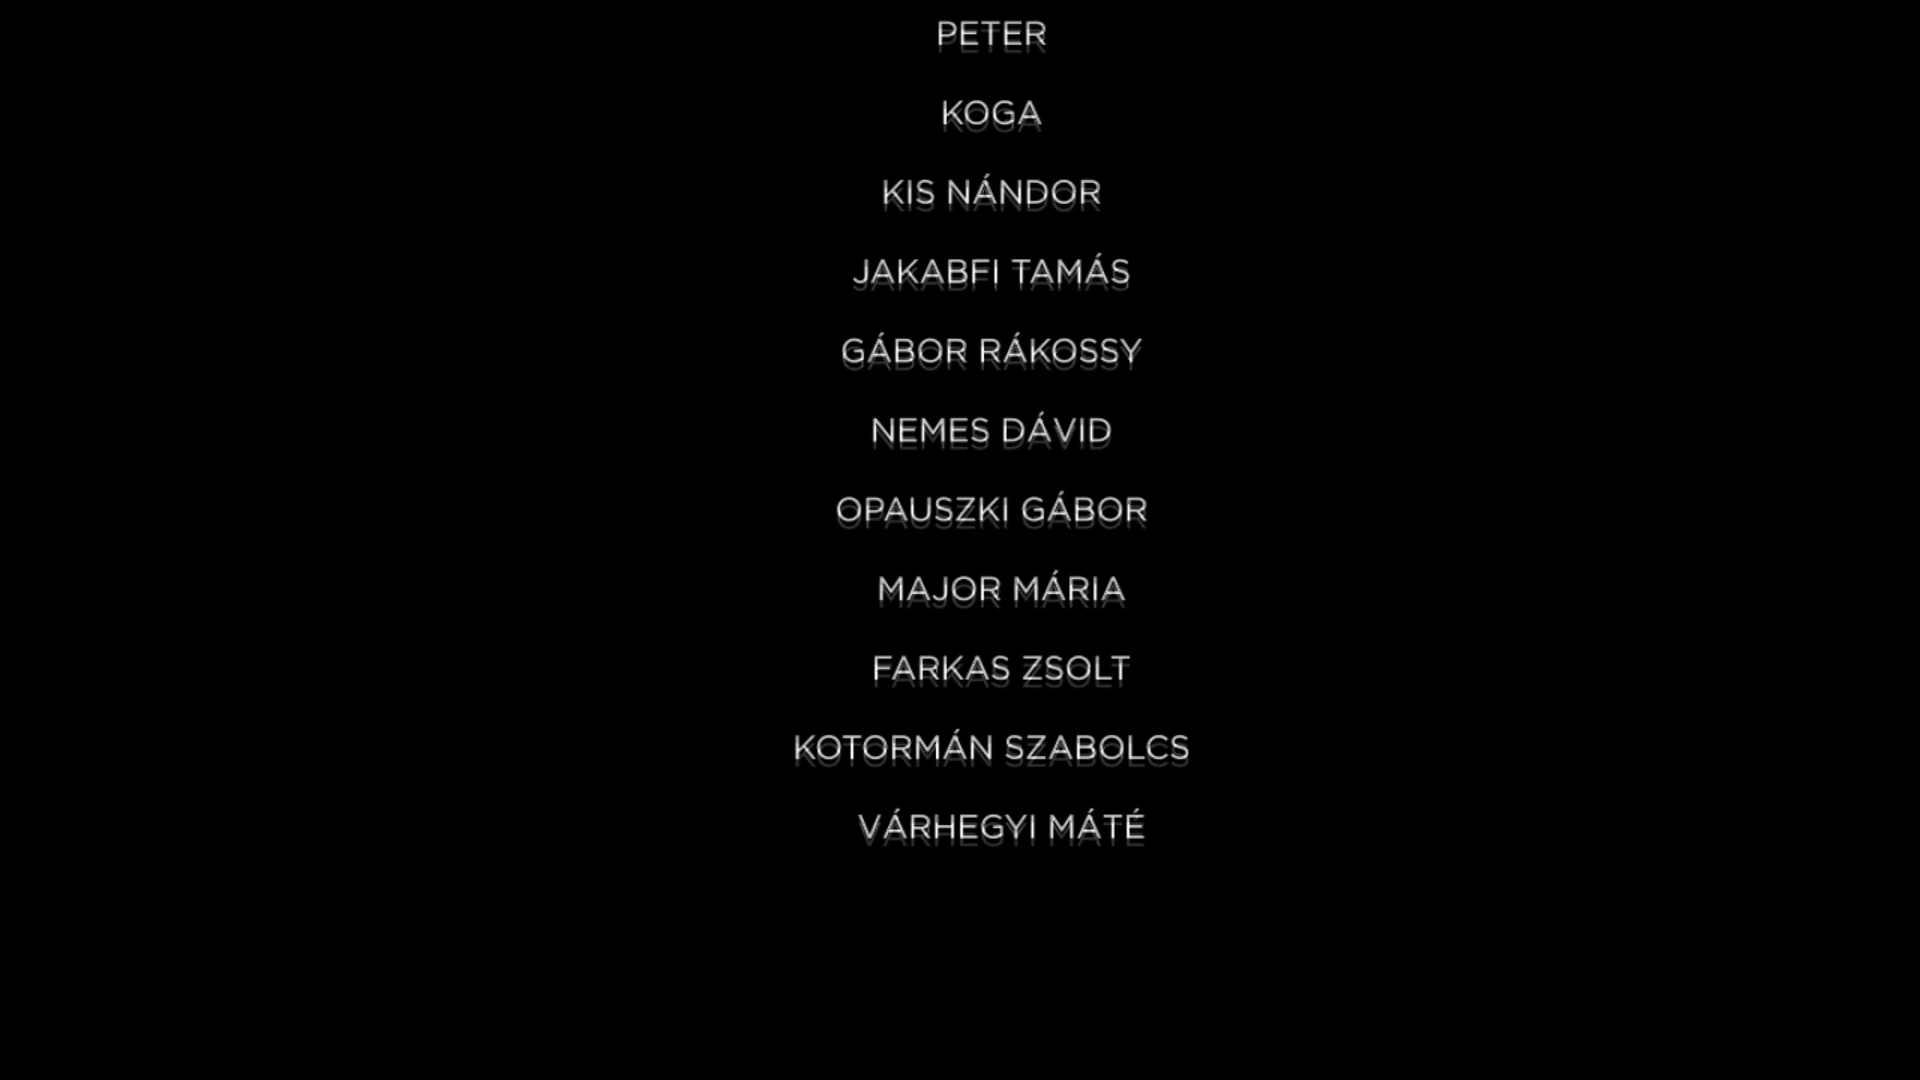 PETER
KOGA
KIS NÁNDOR
JAKABFI TAMÁS
GÁBOR RÁKOSSY
NEMES DÁVID
OPAUSZKI GÁBOR
MAJOR MÁRIA
FARKAS ZSOLT
KOTORMÁN SZABOLCS
VÁRHEGYI MÁTÉ